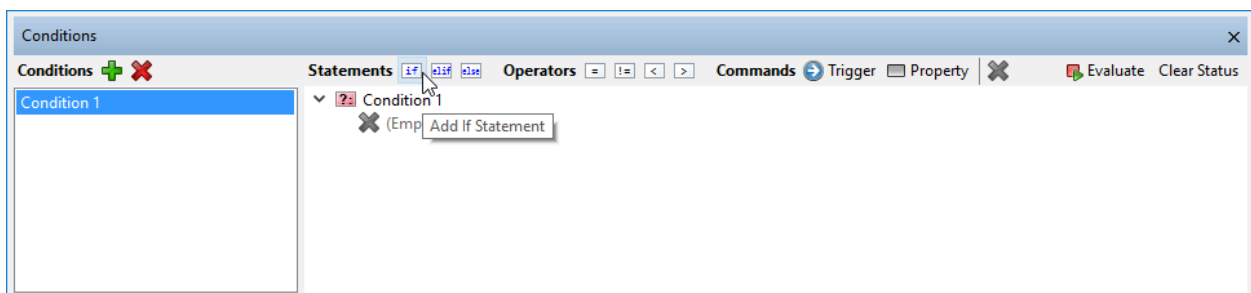 Conditions
Conditions Statements if elif else Operators = != < > Commands Trigger Property Evaluate Clear Status
Condition 1
?: Condition 1
(Emp
Add If Statement